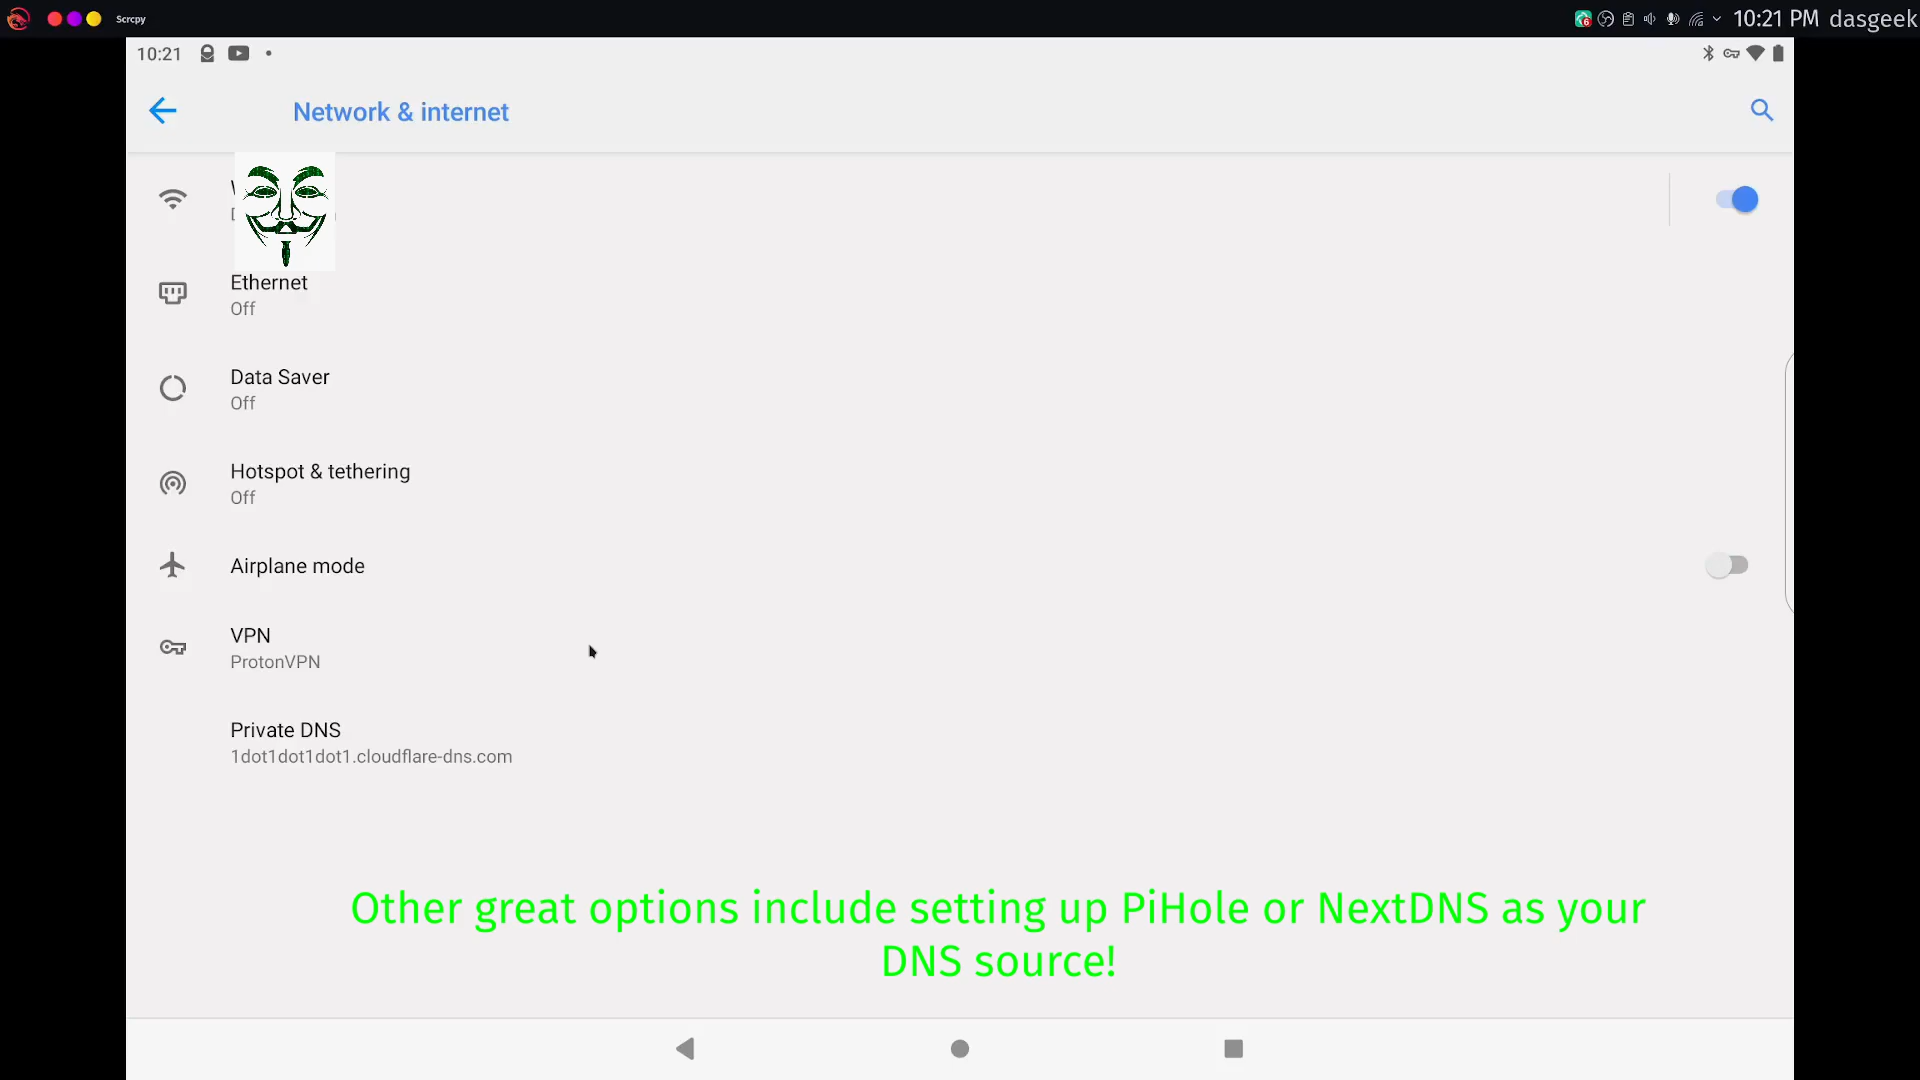 Scrcpy
10:21 PM dasgeek
10:21
Network & internet
Ethernet
Off
Data Saver
Off
Hotspot & tethering
Off
Airplane mode
VPN
ProtonVPN
Private DNS
1dot1dot1dot1.cloudflare-dns.com
Other great options include setting up PiHole or NextDNS as your
DNS source!